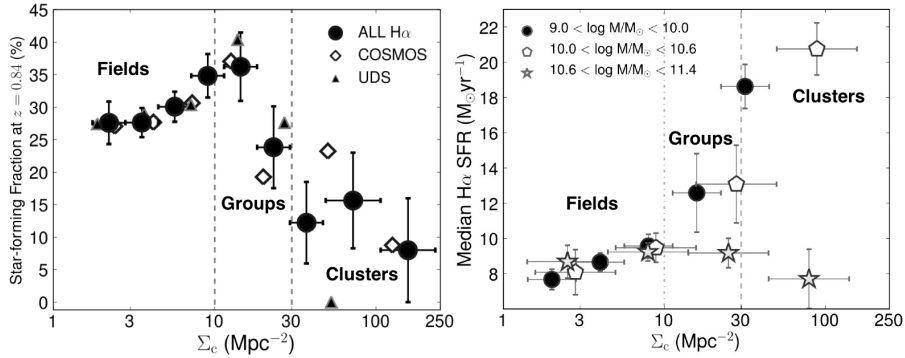 Star-forming Fraction at z = 0.84 (%)
45
40
35
30
25
20
15
10
5
0
ALL Hα
COSMOS
UDS
Fields
Groups
Clusters
1 3 10 30 100 250
Σc (Mpc⁻²)
Median Hα SFR (M⊙yr⁻¹)
22
20
18
16
14
12
10
8
9.0 < log M/M⊙ < 10.0
10.0 < log M/M⊙ < 10.6
10.6 < log M/M⊙ < 11.4
Clusters
Groups
Fields
1 3 10 30 100 250
Σc (Mpc⁻²)